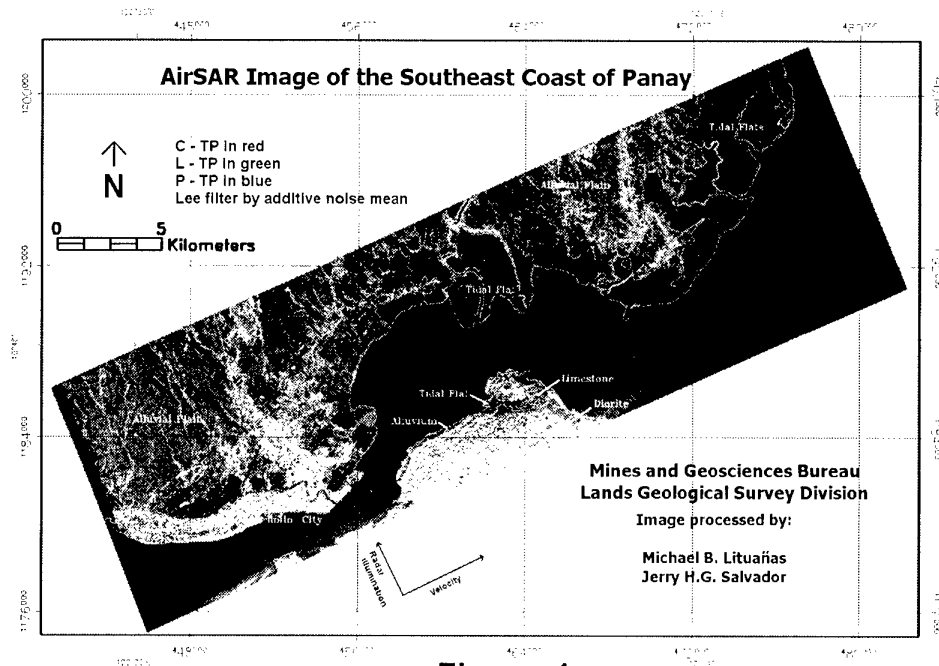 AirSAR Image of the Southeast Coast of Panay
C - TP in red
L - TP in green
P - TP in blue
Lee filter by additive noise mean
N
0 5
Kilometers
Tidal Flats
Alluvial Plain
Tidal Flat
Limestone
Tidal Flat
Diorite
Alluvium
Alluvial Plain
Iloilo City
Radar
Illumination
Velocity
Mines and Geosciences Bureau
Lands Geological Survey Division
Image processed by:
Michael B. Lituañas
Jerry H.G. Salvador